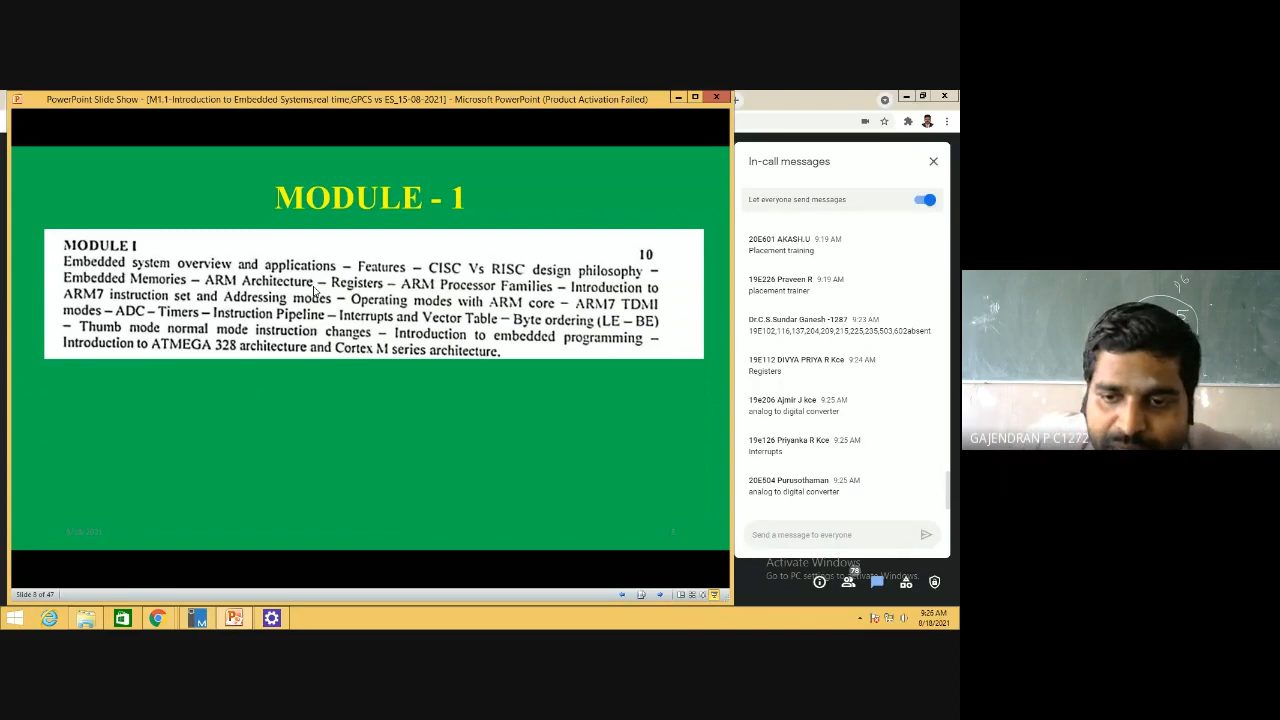 PowerPoint Slide Show - [M1.1-Introduction to Embedded Systems,real time,GPCS vs ES_15-08-2021] - Microsoft PowerPoint (Product Activation Failed)
MODULE - 1
MODULE I
10
Embedded system overview and applications – Features – CISC Vs RISC design philosophy –
Embedded Memories – ARM Architecture – Registers – ARM Processor Families – Introduction to
ARM7 instruction set and Addressing modes – Operating modes with ARM core – ARM7 TDMI
modes – ADC – Timers – Instruction Pipeline – Interrupts and Vector Table – Byte ordering (LE – BE)
– Thumb mode normal mode instruction changes – Introduction to embedded programming –
Introduction to ATMEGA 328 architecture and Cortex M series architecture.
8/18/2021
Slide 8 of 47
In-call messages
Let everyone send messages
20E601 AKASH.U 9:19 AM
Placement training
19E226 Praveen R 9:19 AM
placement trainer
Dr.C.S.Sundar Ganesh -1287 9:23 AM
19E102,116,137,204,209,215,225,235,503,602absent
19E112 DIVYA PRIYA R Kce 9:24 AM
Registers
19e206 Ajmir J kce 9:25 AM
analog to digital converter
19e126 Priyanka R Kce 9:25 AM
Interrupts
20E504 Purusothaman 9:25 AM
analog to digital converter
Send a message to everyone
Activate Windows
Go to PC settings to activate Windows.
78
9:26 AM
8/18/2021
GAJENDRAN P C1272